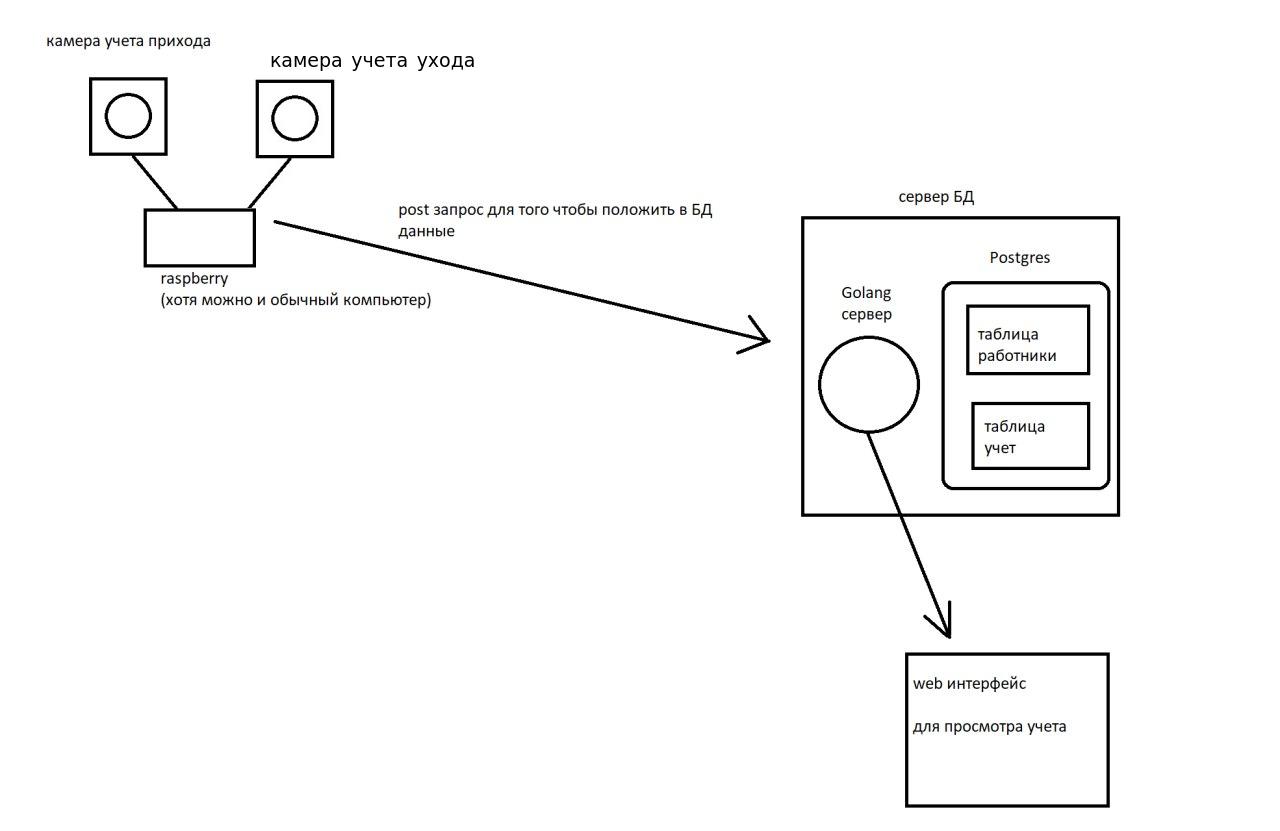 камера учета прихода
камера учета ухода
raspberry
(хотя можно и обычный компьютер)
post запрос для того чтобы положить в БД
данные
сервер БД
Postgres
Golang
сервер
таблица
работники
таблица
учет
web интерфейс
для просмотра учета